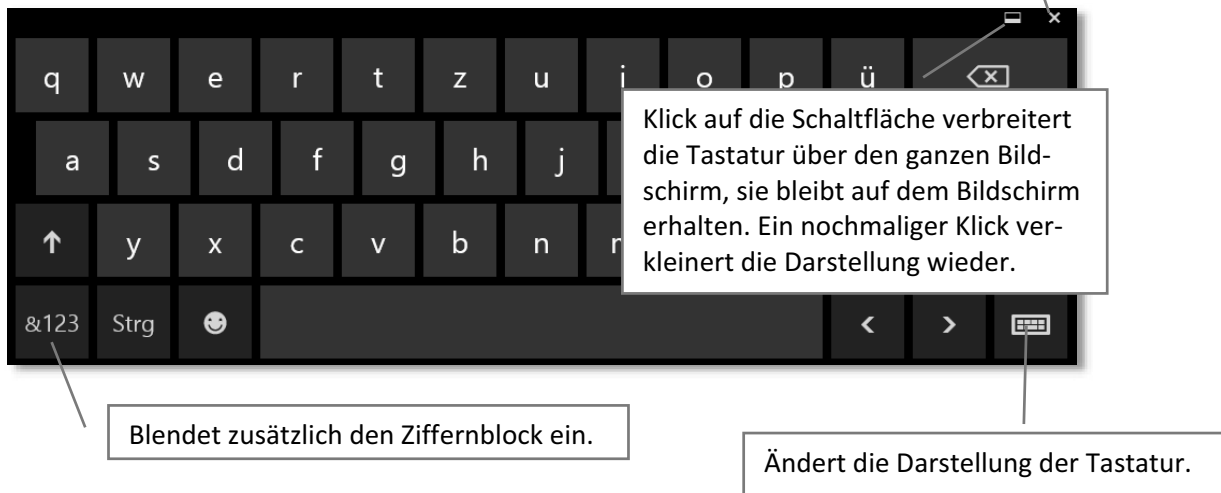 q w e r t z u i o p ü
a s d f g h j
Klick auf die Schaltfläche verbreitert
die Tastatur über den ganzen Bild-
schirm, sie bleibt auf dem Bildschirm
erhalten. Ein nochmaliger Klick ver-
kleinert die Darstellung wieder.
y x c v b n
&123 Strg
Blendet zusätzlich den Ziffernblock ein.
Ändert die Darstellung der Tastatur.